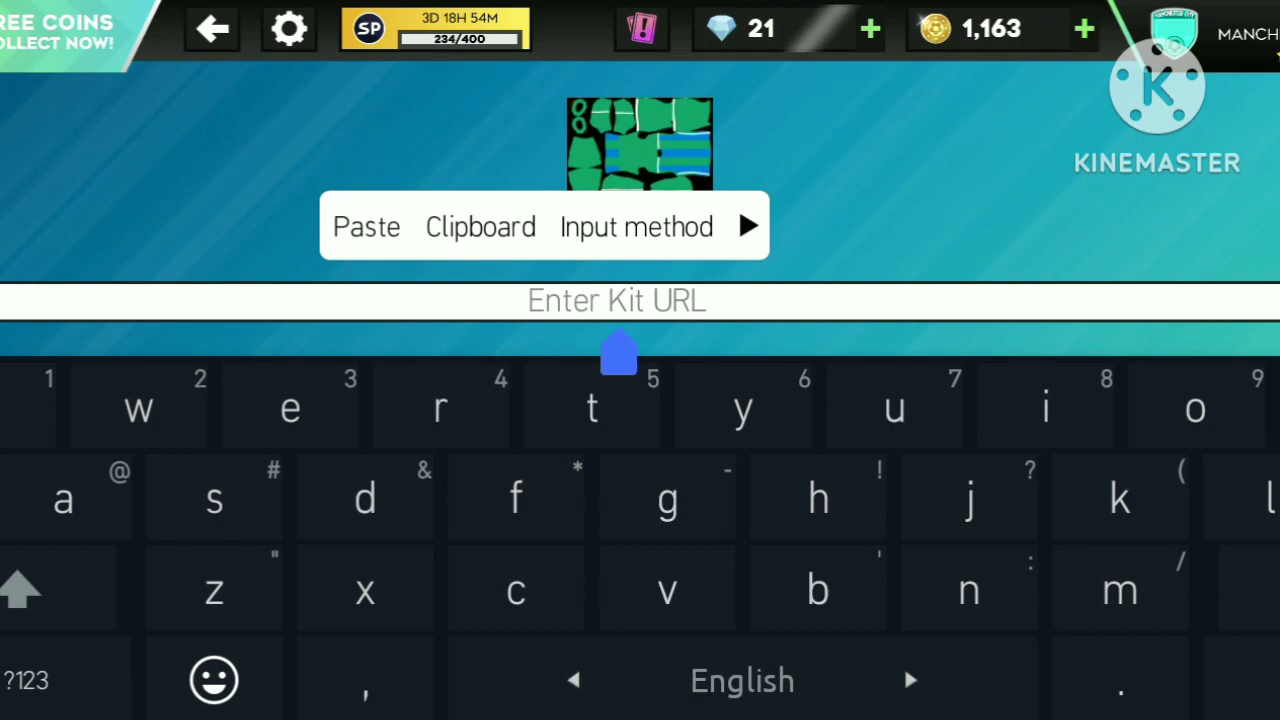 REE COINS
OLLECT NOW!
SP
3D 18H 54M
234/400
21
+
1,163
+
MANCH
K
KINEMASTER
Paste Clipboard Input method
Enter Kit URL
1 2 3 4 5 6 7 8 9
w e r t y u i o
@ # & * - ! ? (
a s d f g h j k l
" ' : /
z x c v b n m
?123 , English .